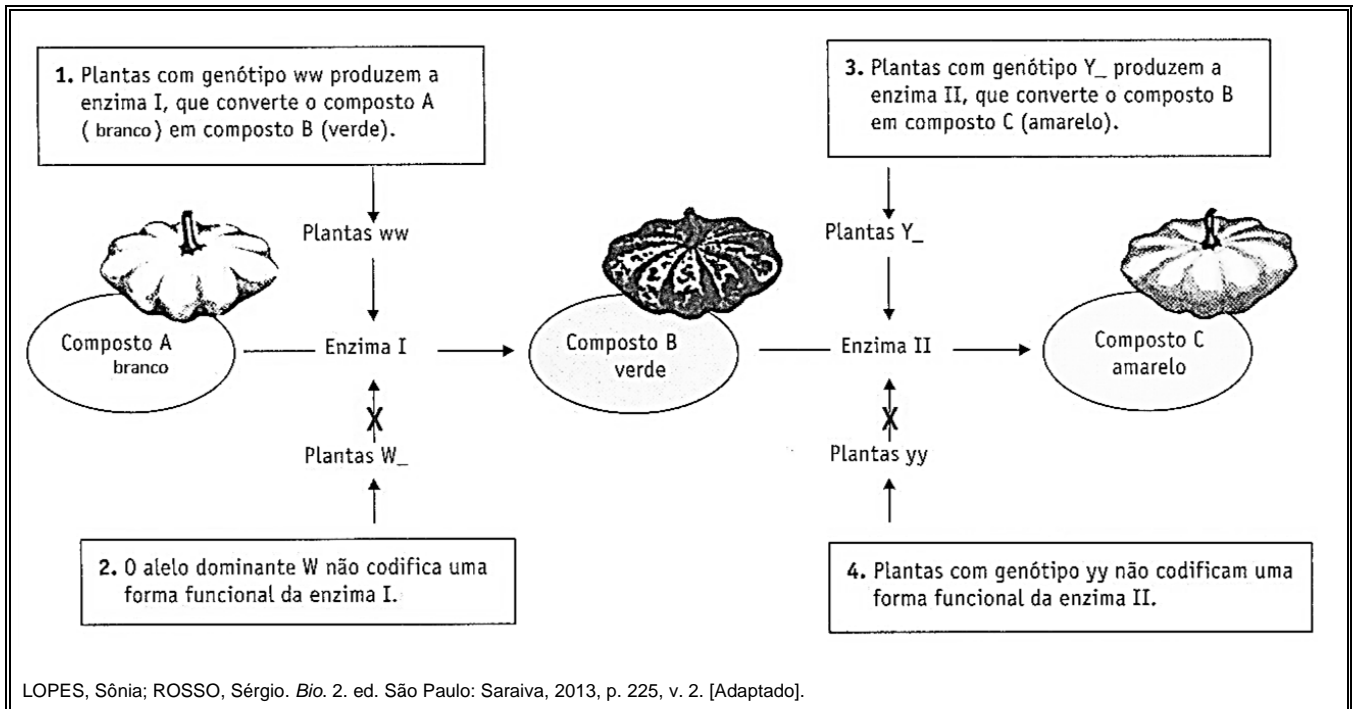 1. Plantas com genótipo ww produzem a
enzima I, que converte o composto A
( branco ) em composto B (verde).
3. Plantas com genótipo Y_ produzem a
enzima II, que converte o composto B
em composto C (amarelo).
Plantas ww
Plantas Y_
Composto A
branco
Enzima I
Composto B
verde
Enzima II
Composto C
amarelo
X
X
Plantas W_
Plantas yy
2. O alelo dominante W não codifica uma
forma funcional da enzima I.
4. Plantas com genótipo yy não codificam uma
forma funcional da enzima II.
LOPES, Sônia; ROSSO, Sérgio. Bio. 2. ed. São Paulo: Saraiva, 2013, p. 225, v. 2. [Adaptado].